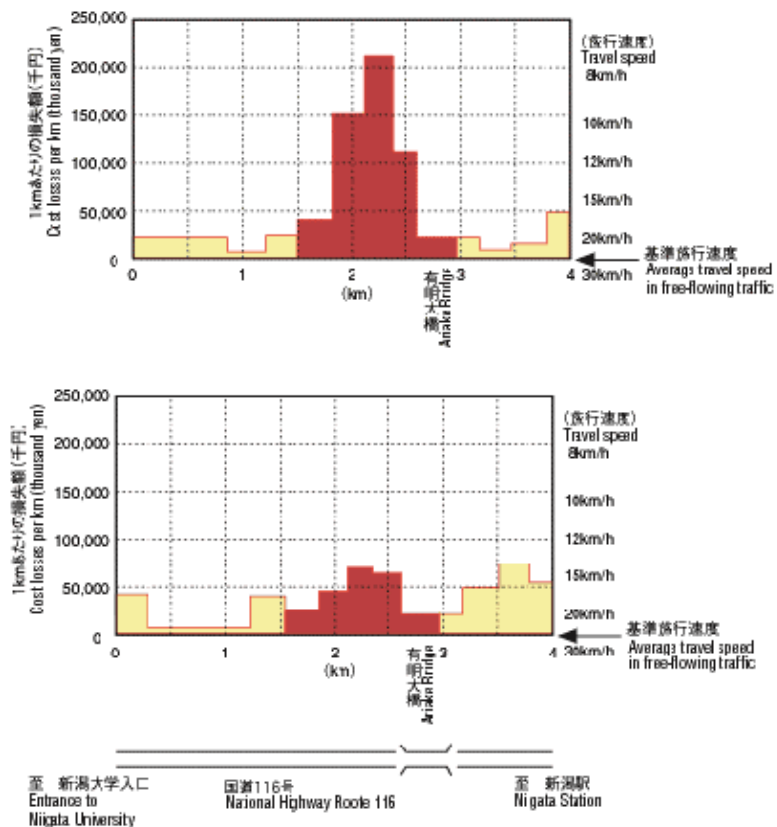 1kmあたりの損失額(千円)
Cost losses per km (thousand yen)
250,000
200,000
150,000
100,000
50,000
0
0
1
2
3
4
(km)
有明大橋
Ariake Bridge
(旅行速度)
Travel speed
8km/h
10km/h
12km/h
15km/h
20km/h
30km/h
基準旅行速度
Average travel speed
in free-flowing traffic
1kmあたりの損失額(千円)
Cost losses per km (thousand yen)
250,000
200,000
150,000
100,000
50,000
0
0
1
2
3
4
(km)
有明大橋
Ariake Bridge
(旅行速度)
Travel speed
8km/h
10km/h
12km/h
15km/h
20km/h
30km/h
基準旅行速度
Average travel speed
in free-flowing traffic
至 新潟大学入口
Entrance to
Niigata University
国道116号
National Highway Route 116
至 新潟駅
Niigata Station